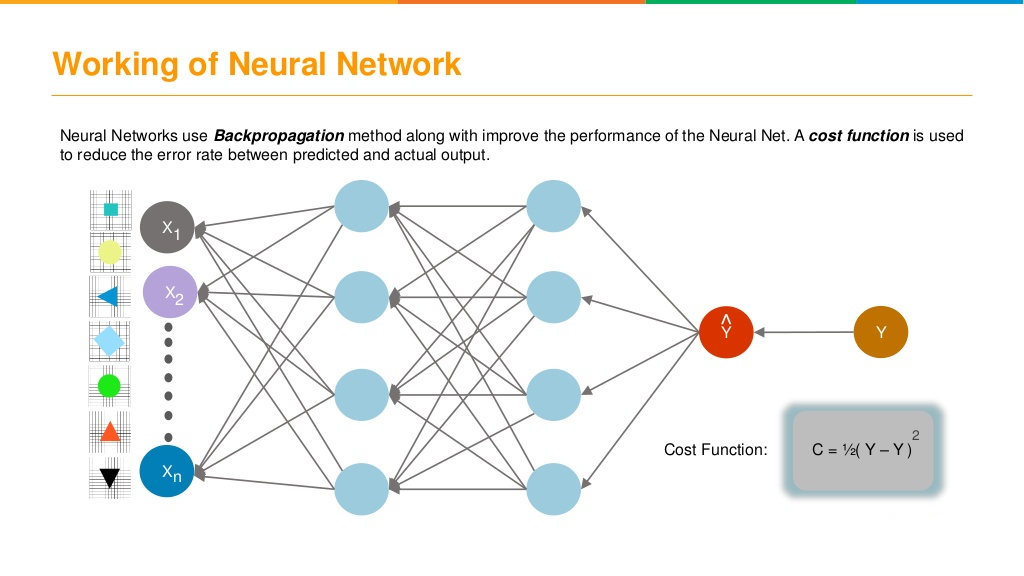 Working of Neural Network
Neural Networks use Backpropagation method along with improve the performance of the Neural Net. A cost function is used
to reduce the error rate between predicted and actual output.
X1
X2
Xn
^
Y
Y
Cost Function:
C = ½( Y – Y )2